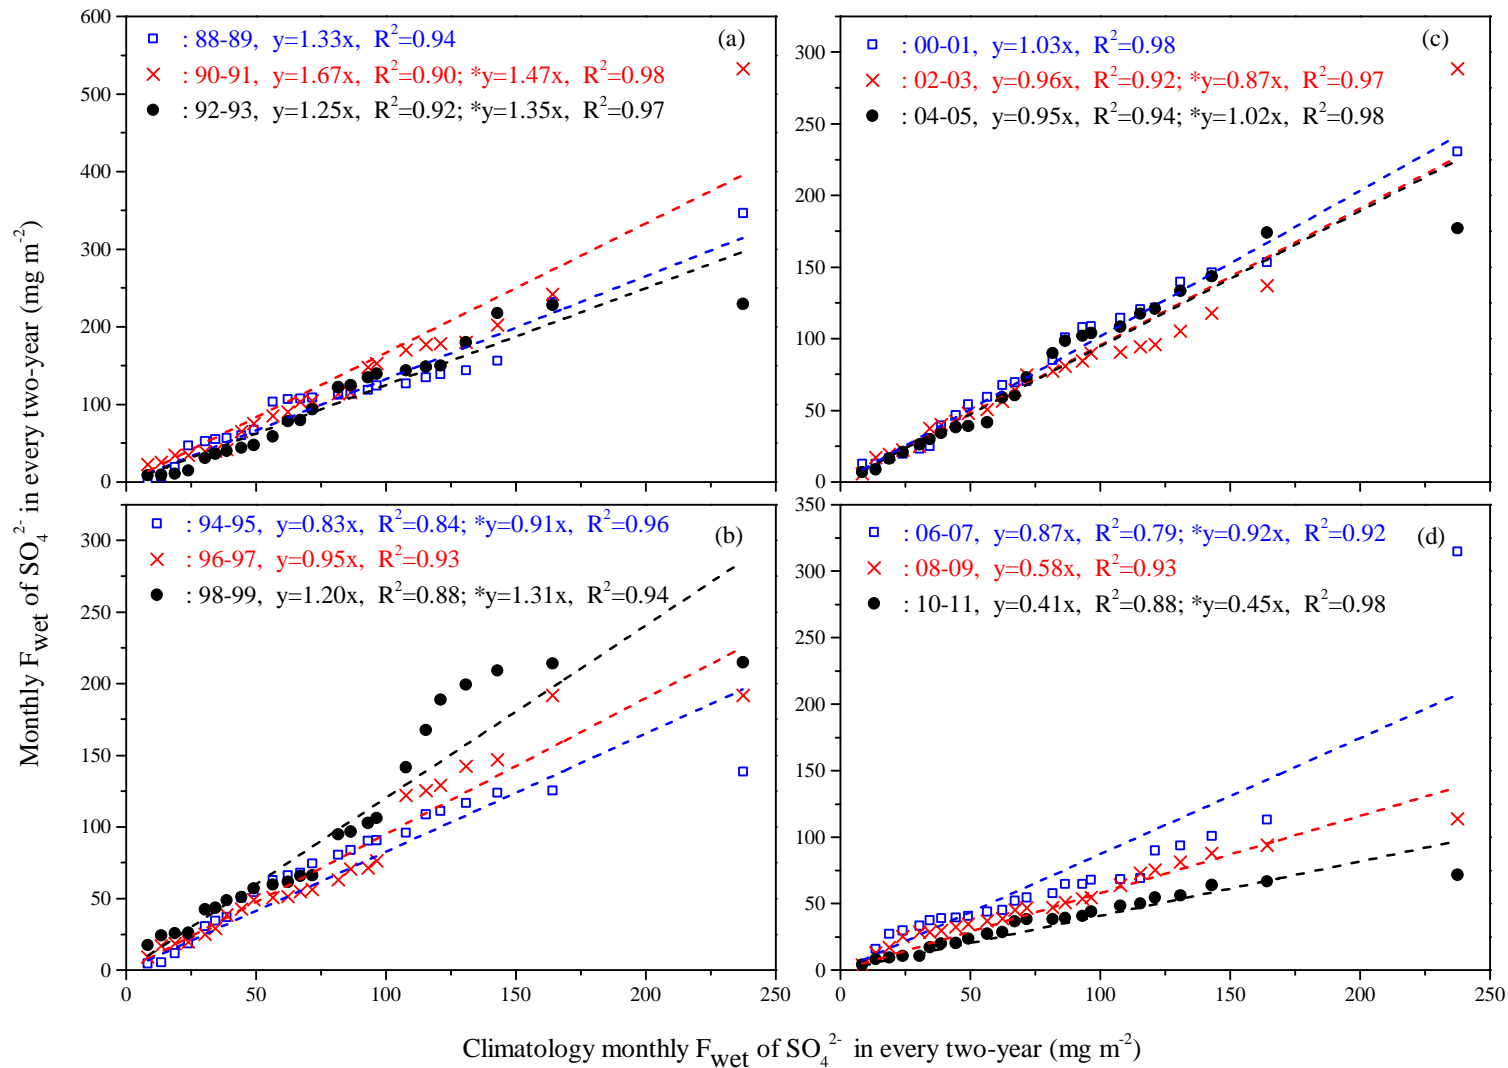 Monthly F_wet of SO₄²⁻ in every two-year (mg m⁻²)
600
500
400
300
200
100
0
: 88-89, y=1.33x, R²=0.94
: 90-91, y=1.67x, R²=0.90; *y=1.47x, R²=0.98
: 92-93, y=1.25x, R²=0.92; *y=1.35x, R²=0.97
(a)
300
250
200
150
100
50
0
: 00-01, y=1.03x, R²=0.98
: 02-03, y=0.96x, R²=0.92; *y=0.87x, R²=0.97
: 04-05, y=0.95x, R²=0.94; *y=1.02x, R²=0.98
(c)
300
250
200
150
100
50
0
: 94-95, y=0.83x, R²=0.84; *y=0.91x, R²=0.96
: 96-97, y=0.95x, R²=0.93
: 98-99, y=1.20x, R²=0.88; *y=1.31x, R²=0.94
(b)
0 50 100 150 200 250
350
300
250
200
150
100
50
0
: 06-07, y=0.87x, R²=0.79; *y=0.92x, R²=0.92
: 08-09, y=0.58x, R²=0.93
: 10-11, y=0.41x, R²=0.88; *y=0.45x, R²=0.98
(d)
0 50 100 150 200 250
Climatology monthly F_wet of SO₄²⁻ in every two-year (mg m⁻²)